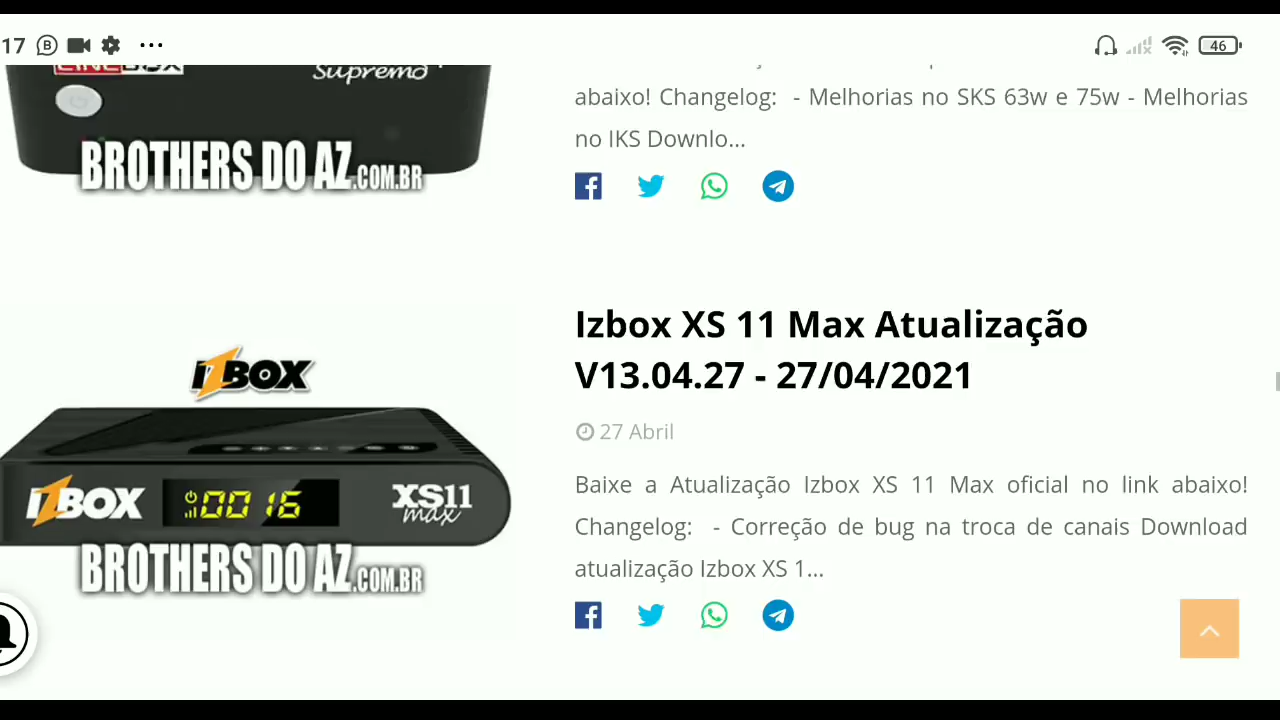 17
46
CINEBOX
Supremo
BROTHERS DO AZ.COM.BR
abaixo! Changelog:  - Melhorias no SKS 63w e 75w - Melhorias
no IKS Downlo...
Izbox XS 11 Max Atualização
V13.04.27 - 27/04/2021
27 Abril
IZBOX
IZBOX
0016
XS11
max
BROTHERS DO AZ.COM.BR
Baixe a Atualização Izbox XS 11 Max oficial no link abaixo!
Changelog:  - Correção de bug na troca de canais Download
atualização Izbox XS 1...